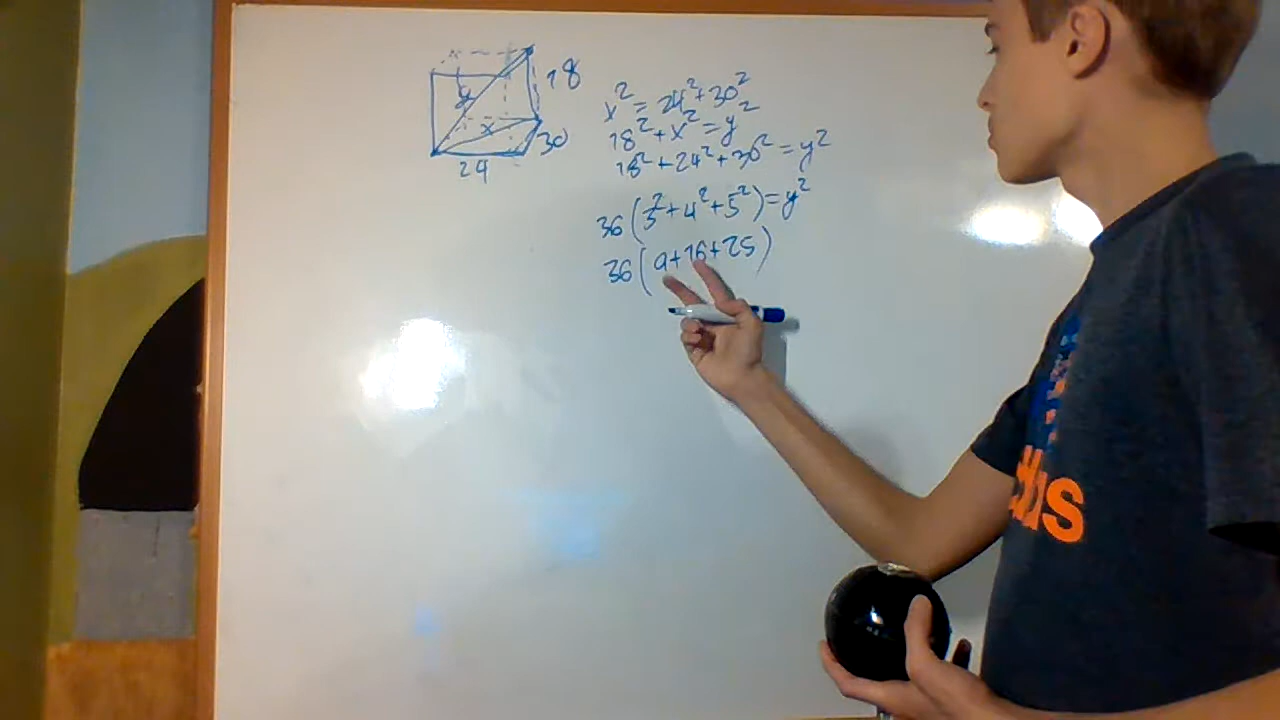 18
y
x
30
24
x² = 24² + 30²
18² + x² = y²
18² + 24² + 30² = y²
36(3² + 4² + 5²) = y²
36(9 + 16 + 25)